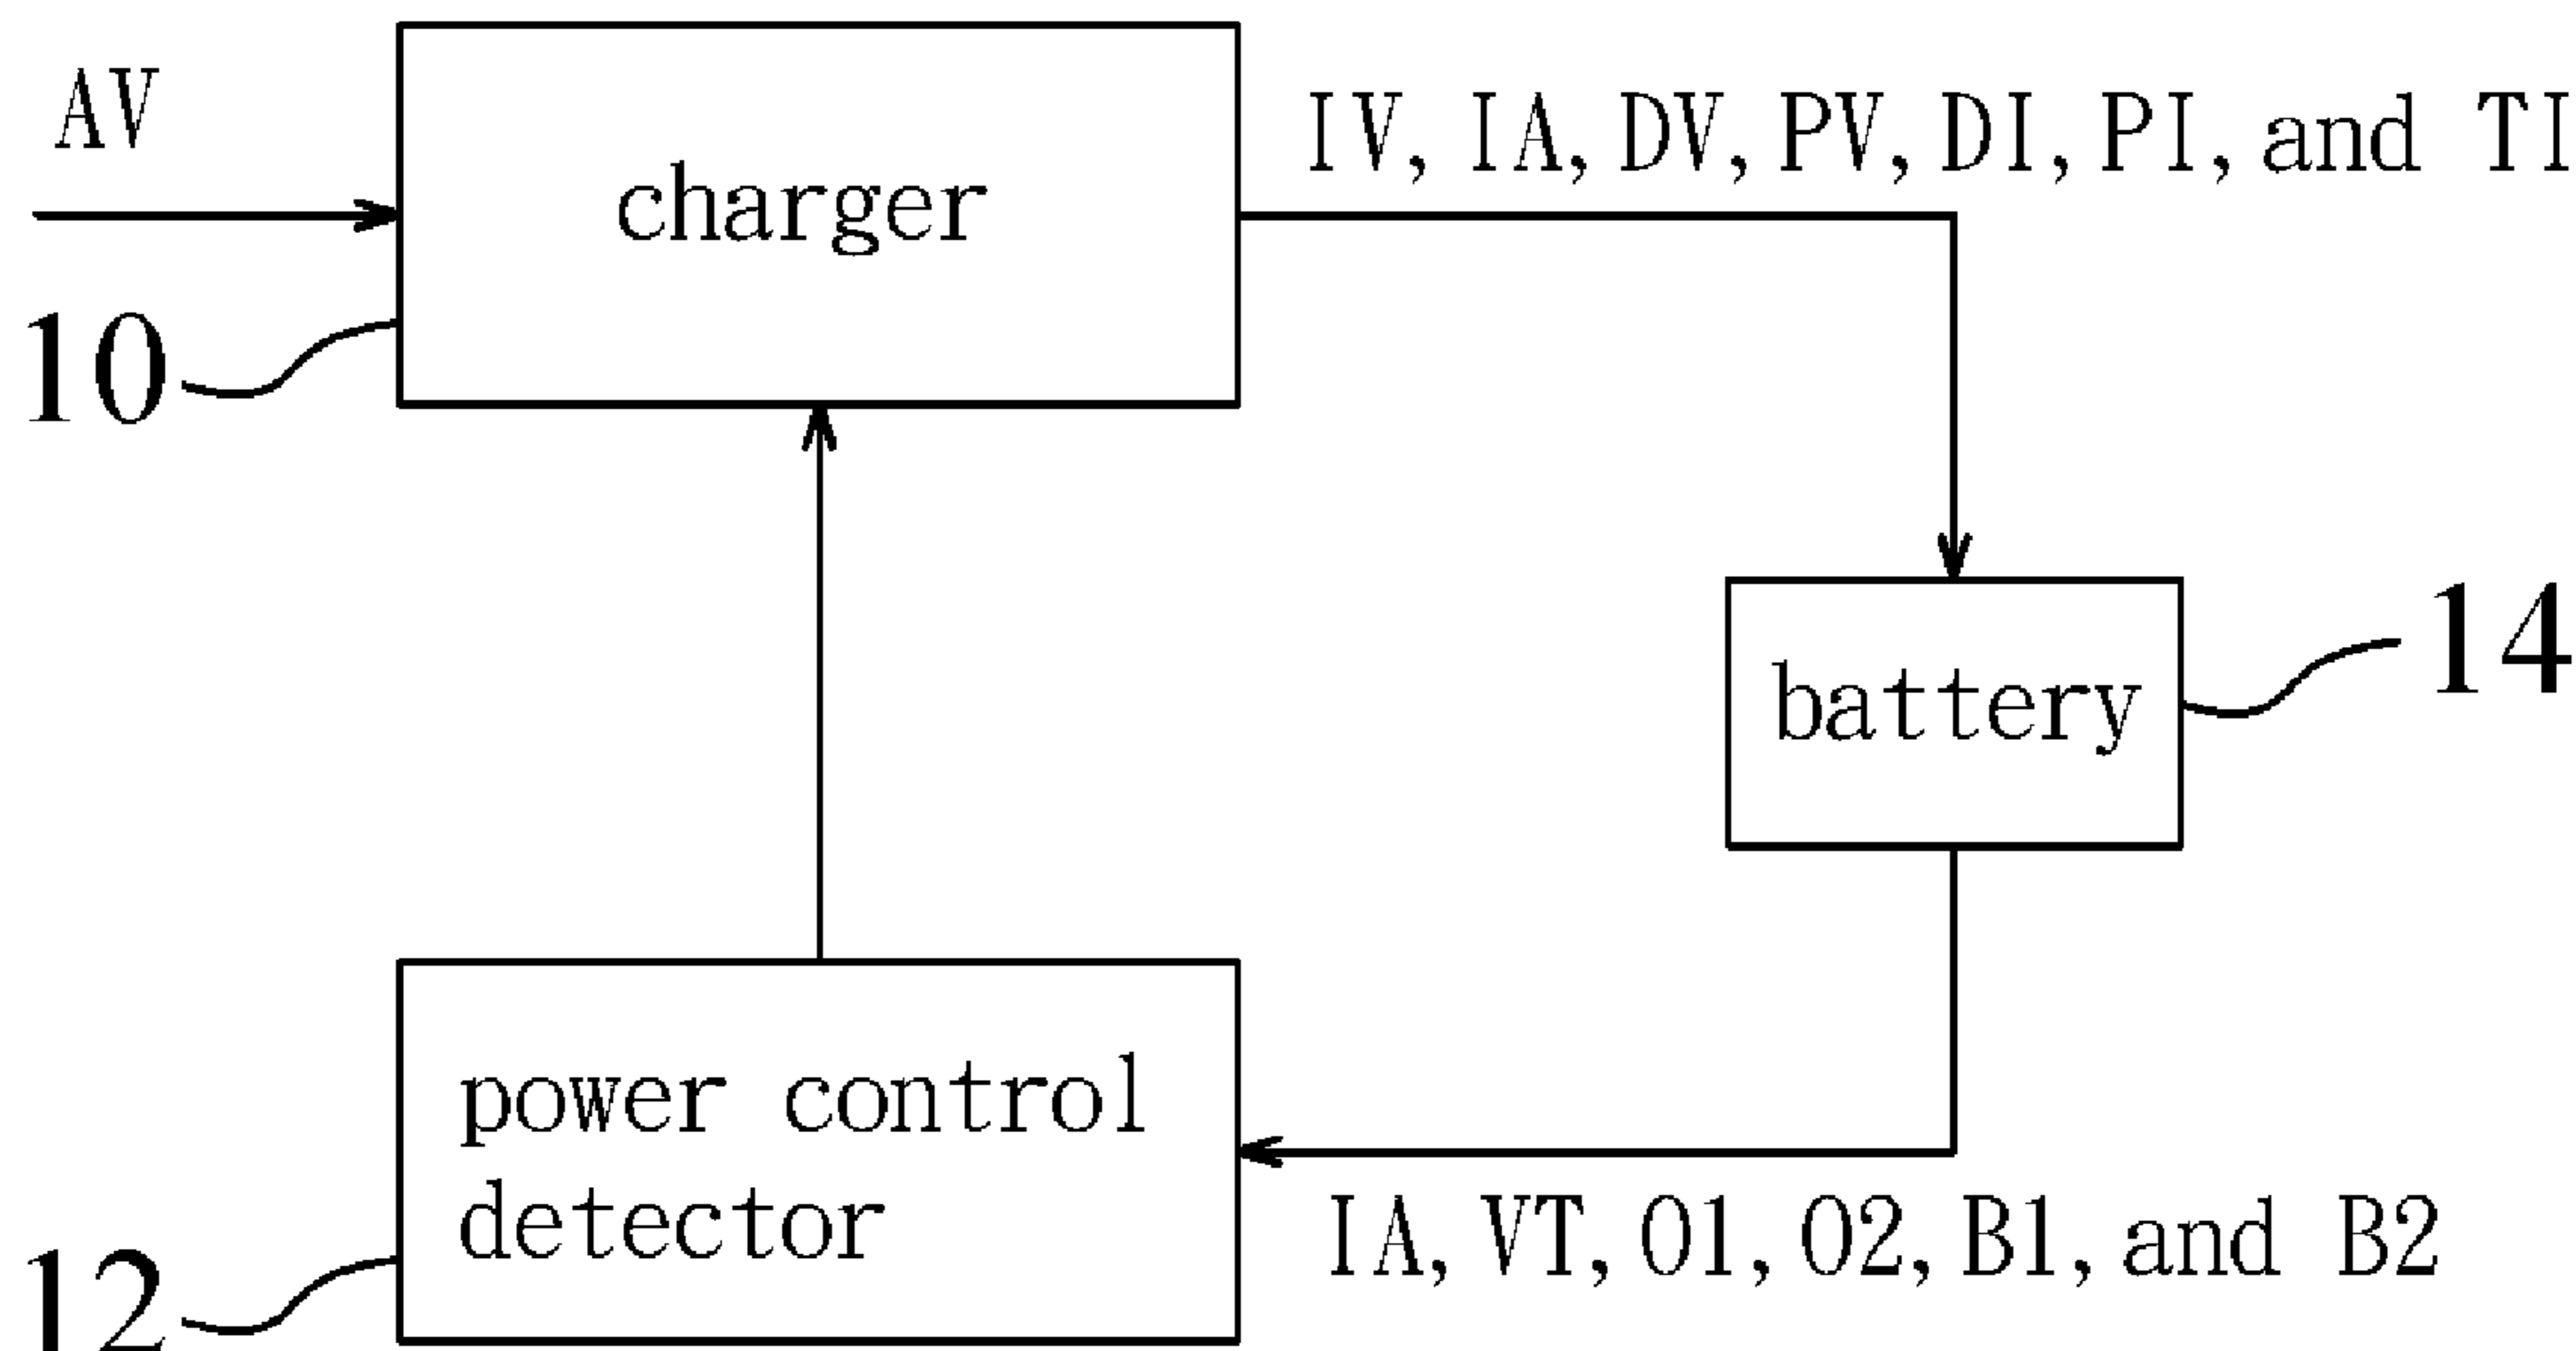 AV
charger
IV, IA, DV, PV, DI, PI, and TI
10
battery
14
power control
detector
IA, VT, O1, O2, B1, and B2
12